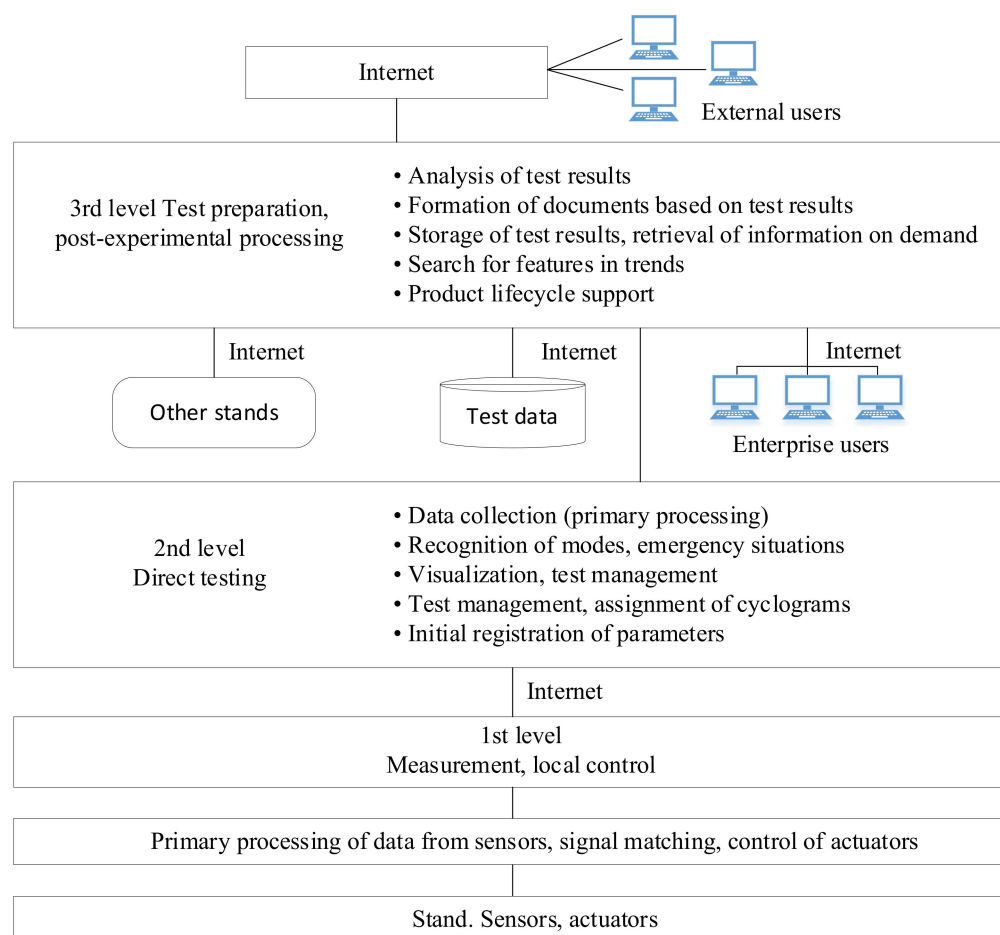 Internet
External users
3rd level Test preparation,
post-experimental processing
• Analysis of test results
• Formation of documents based on test results
• Storage of test results, retrieval of information on demand
• Search for features in trends
• Product lifecycle support
Internet
Internet
Internet
Other stands
Test data
Enterprise users
2nd level
Direct testing
• Data collection (primary processing)
• Recognition of modes, emergency situations
• Visualization, test management
• Test management, assignment of cyclograms
• Initial registration of parameters
Internet
1st level
Measurement, local control
Primary processing of data from sensors, signal matching, control of actuators
Stand. Sensors, actuators